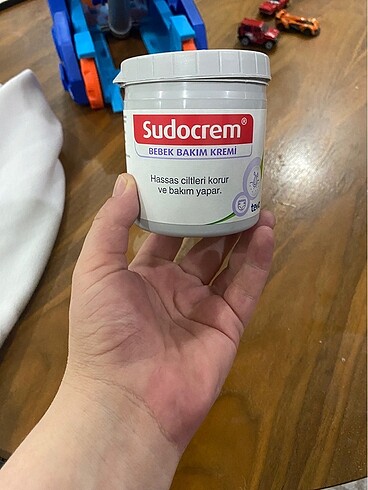 Sudocrem®
BEBEK BAKIM KREMİ
Hassas ciltleri korur
ve bakım yapar.